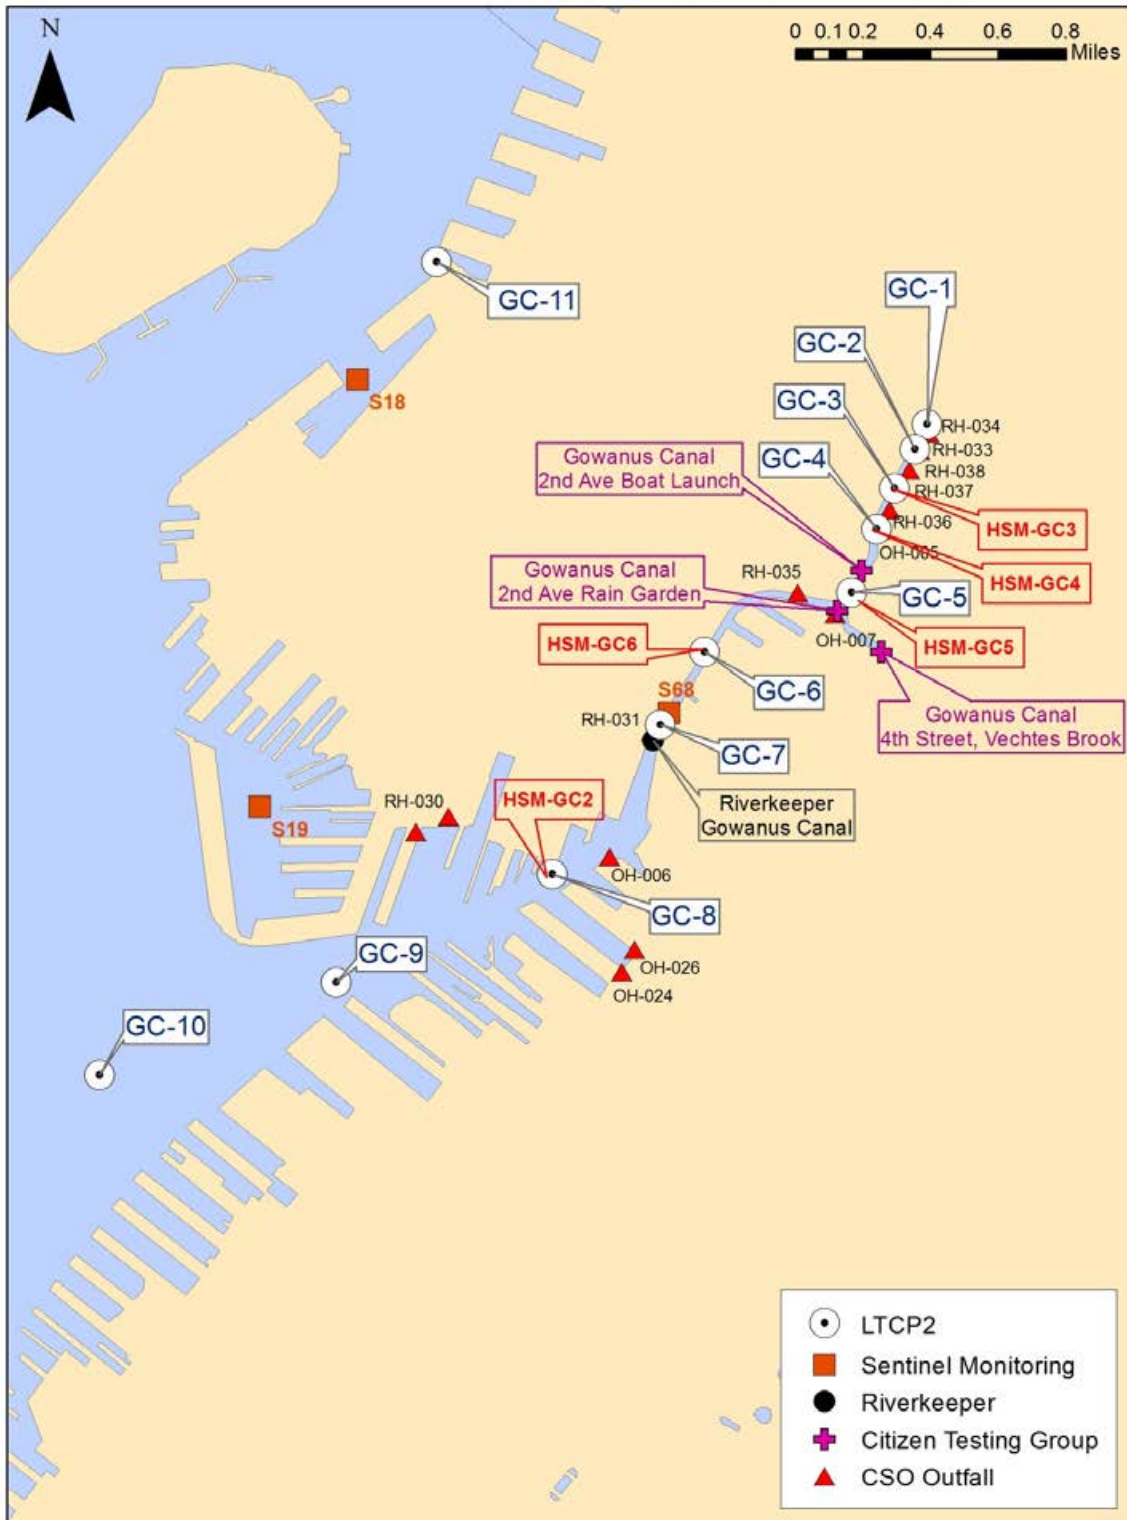 N
0 0.1 0.2 0.4 0.6 0.8
Miles
GC-11
GC-1
GC-2
GC-3
GC-4
S18
RH-034
RH-033
RH-038
RH-037
RH-036
OH-005
Gowanus Canal
2nd Ave Boat Launch
HSM-GC3
HSM-GC4
Gowanus Canal
2nd Ave Rain Garden
RH-035
GC-5
HSM-GC5
OH-007
HSM-GC6
GC-6
S68
RH-031
GC-7
Gowanus Canal
4th Street, Vechtes Brook
Riverkeeper
Gowanus Canal
HSM-GC2
RH-030
S19
OH-006
GC-8
GC-9
OH-026
OH-024
GC-10
LTCP2
Sentinel Monitoring
Riverkeeper
Citizen Testing Group
CSO Outfall